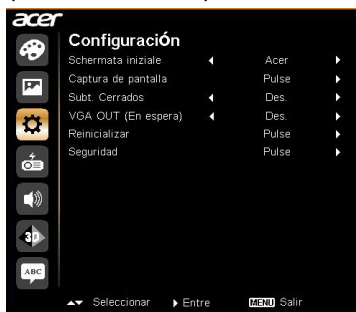 acer
Configuración
Schermata iniziale Acer
Captura de pantalla Pulse
Subt. Cerrados Des.
VGA OUT (En espera) Des.
Reinicializar Pulse
Seguridad Pulse
3D
ABC
Seleccionar Entre MENU Salir